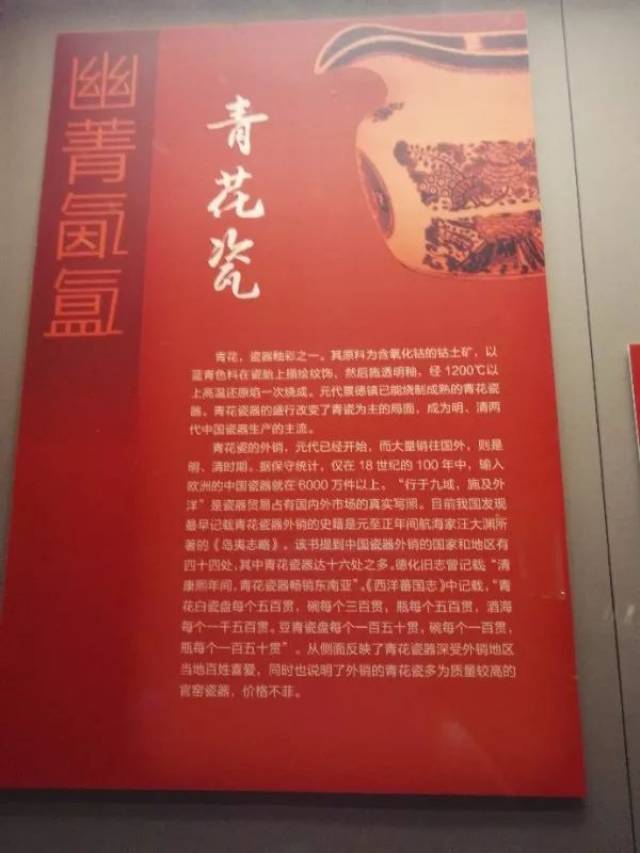 幽菁氤氲
青花瓷
青花，瓷器釉彩之一。其原料为含氧化钴的钴土矿，以
蓝青色料在瓷胎上描绘纹饰，然后施透明釉，经1200℃以
上高温还原焰一次烧成。元代景德镇已能烧制成熟的青花瓷
器。青花瓷器的盛行改变了青瓷为主的局面，成为明、清两
代中国瓷器生产的主流。
青花瓷的外销，元代已经开始，而大量销往国外，则是
明、清时期。据保守统计，仅在18世纪的100年中，输入
欧洲的中国瓷器就在6000万件以上。“行于九域，施及外
洋”是瓷器贸易占有国内外市场的真实写照。目前我国发现
最早记载青花瓷器外销的史籍是元至正年间航海家汪大渊所
著的《岛夷志略》。该书提到中国瓷器外销的国家和地区有
四十四处，其中青花瓷器达十六处之多。德化旧志曾记载：“清
康熙年间，青花瓷器畅销东南亚”，《西洋蕃国志》中记载，“青
花白瓷盘每个五百贯，碗每个三百贯，瓶每个五百贯，酒海
每个一千五百贯。豆青瓷盘每个一百五十贯，碗每个一百贯，
瓶每个一百五十贯”。从侧面反映了青花瓷器深受外销地区
当地百姓喜爱，同时也说明了外销的青花瓷多为质量较高的
官窑瓷器，价格不菲。